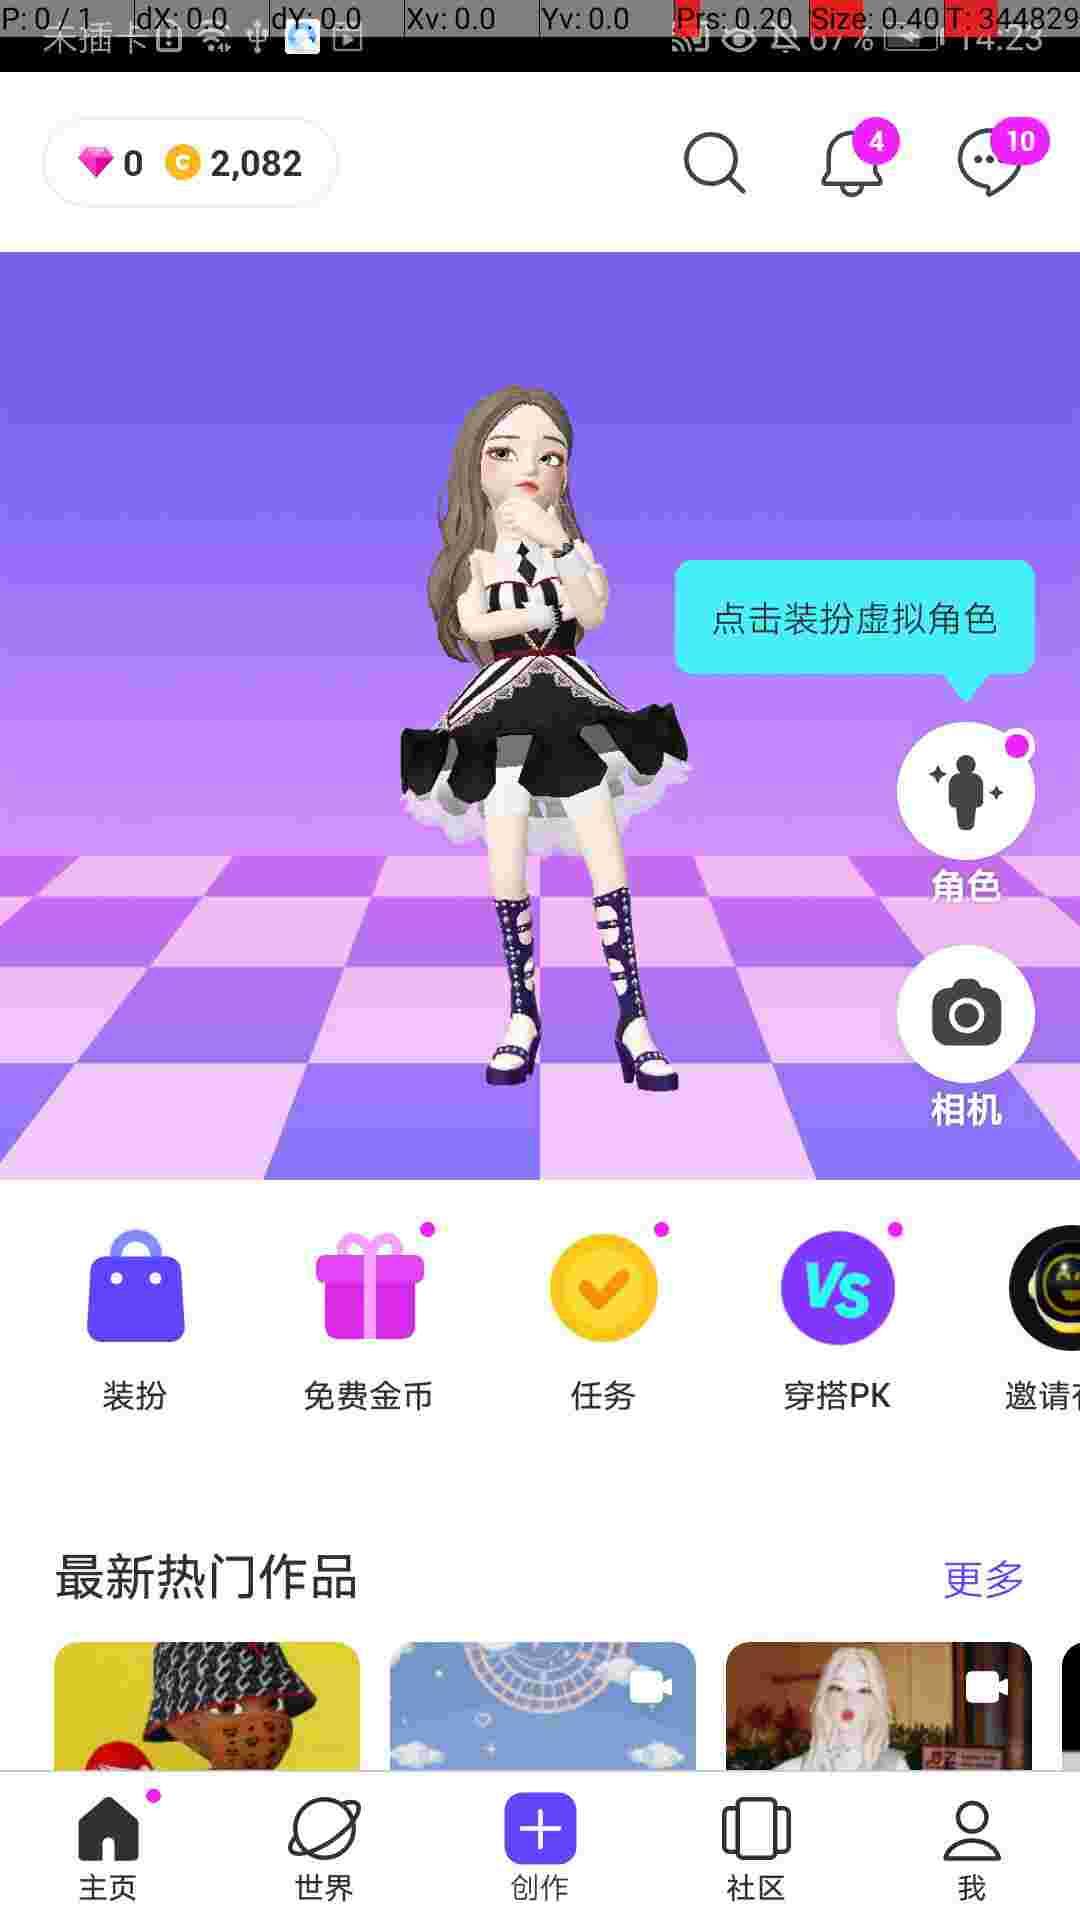 P: 0 / 1 dX: 0.0 dY: 0.0 Xv: 0.0 Yv: 0.0 Prs: 0.20 Size: 0.40 T: 344829
未插卡 67% 14:23
0 C 2,082
4
10
点击装扮虚拟角色
角色
相机
VS
装扮 免费金币 任务 穿搭PK 邀请
最新热门作品 更多
主页 世界 创作 社区 我